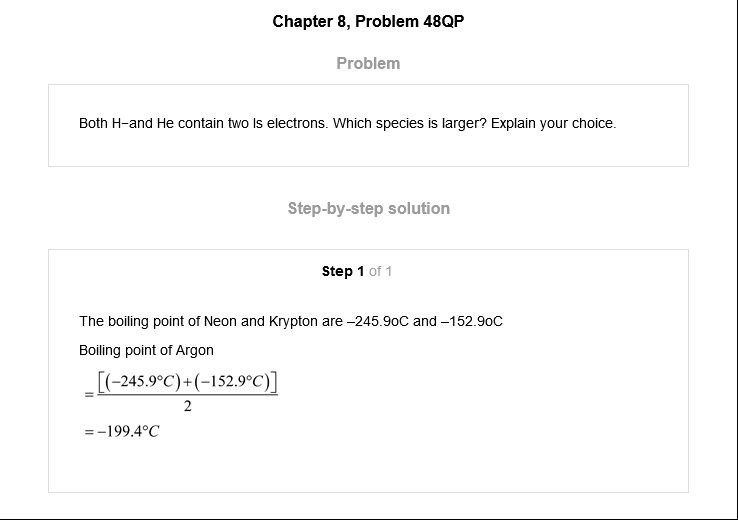 Chapter 8, Problem 48QP
Problem
Both H−and He contain two ls electrons. Which species is larger? Explain your choice.
Step-by-step solution
Step 1 of 1
The boiling point of Neon and Krypton are –245.9oC and –152.9oC
Boiling point of Argon
= [(−245.9°C)+(−152.9°C)] / 2
= −199.4°C